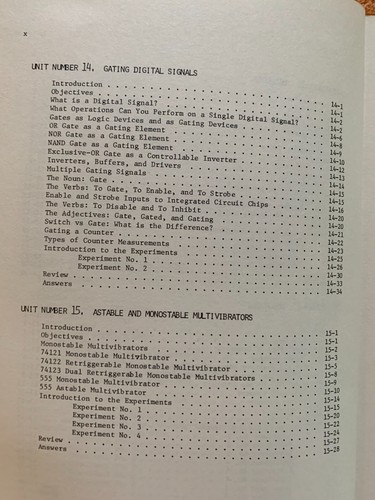 x
UNIT NUMBER 14. GATING DIGITAL SIGNALS
Introduction . . . . . . . . . . 14-1
Objectives . . . . . . . . . . 14-1
What is a Digital Signal? . . . . . . . . . . 14-2
What Operations Can You Perform on a Single Digital Signal? . . . . 14-2
Gates as Logic Devices and as Gating Devices . . . . . . . . . . 14-4
OR Gate as a Gating Element . . . . . . . . . . 14-8
NOR Gate as a Gating Element . . . . . . . . . . 14-9
NAND Gate as a Gating Element . . . . . . . . . . 14-10
Exclusive-OR Gate as a Controllable Inverter . . . . . . . . . . 14-12
Inverters, Buffers, and Drivers . . . . . . . . . . 14-13
Multiple Gating Signals . . . . . . . . . . 14-14
The Noun: Gate . . . . . . . . . . 14-15
The Verbs: To Gate, To Enable, and To Strobe . . . . . . . . . . 14-15
Enable and Strobe Inputs to Integrated Circuit Chips . . . . . . 14-16
The Verbs: To Disable and To Inhibit . . . . . . . . . . 14-20
The Adjectives: Gate, Gated, and Gating . . . . . . . . . . 14-20
Switch vs Gate: What is the Difference? . . . . . . . . . . 14-21
Gating a Counter . . . . . . . . . . 14-22
Types of Counter Measurements . . . . . . . . . . 14-23
Introduction to the Experiments . . . . . . . . . . 14-25
Experiment No. 1 . . . . . . . . . . 14-26
Experiment No. 2 . . . . . . . . . . 14-30
Review . . . . . . . . . . 14-33
Answers . . . . . . . . . . 14-34
UNIT NUMBER 15. ASTABLE AND MONOSTABLE MULTIVIBRATORS
Introduction . . . . . . . . . . 15-1
Objectives . . . . . . . . . . 15-1
Monostable Multivibrators . . . . . . . . . . 15-2
74121 Monostable Multivibrator . . . . . . . . . . 15-3
74122 Retriggerable Monostable Multivibrator . . . . . . . . . . 15-5
74123 Dual Retriggerable Monostable Multivibrators . . . . . . . 15-8
555 Monostable Multivibrator . . . . . . . . . . 15-9
555 Astable Multivibrator . . . . . . . . . . 15-10
Introduction to the Experiments . . . . . . . . . . 15-14
Experiment No. 1 . . . . . . . . . . 15-15
Experiment No. 2 . . . . . . . . . . 15-20
Experiment No. 3 . . . . . . . . . . 15-22
Experiment No. 4 . . . . . . . . . . 15-24
Review . . . . . . . . . . 15-27
Answers . . . . . . . . . . 15-28